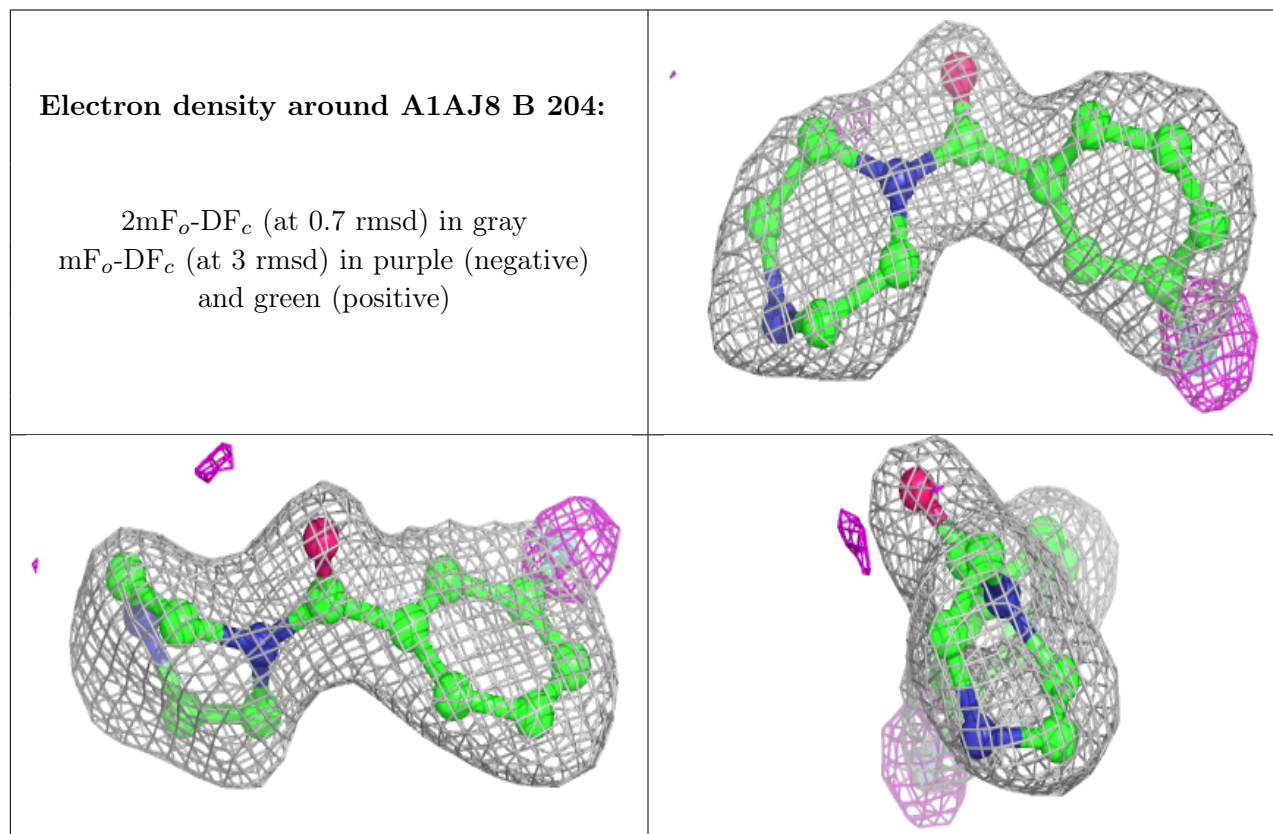 Electron density around A1AJ8 B 204:
2mFₒ-DF𝒸 (at 0.7 rmsd) in gray
mFₒ-DF𝒸 (at 3 rmsd) in purple (negative)
and green (positive)